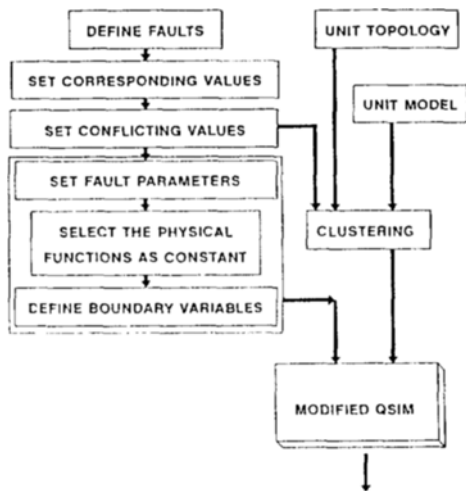 DEFINE FAULTS
UNIT TOPOLOGY
SET CORRESPONDING VALUES
UNIT MODEL
SET CONFLICTING VALUES
SET FAULT PARAMETERS
SELECT THE PHYSICAL
FUNCTIONS AS CONSTANT
CLUSTERING
DEFINE BOUNDARY VARIABLES
MODIFIED QSIM